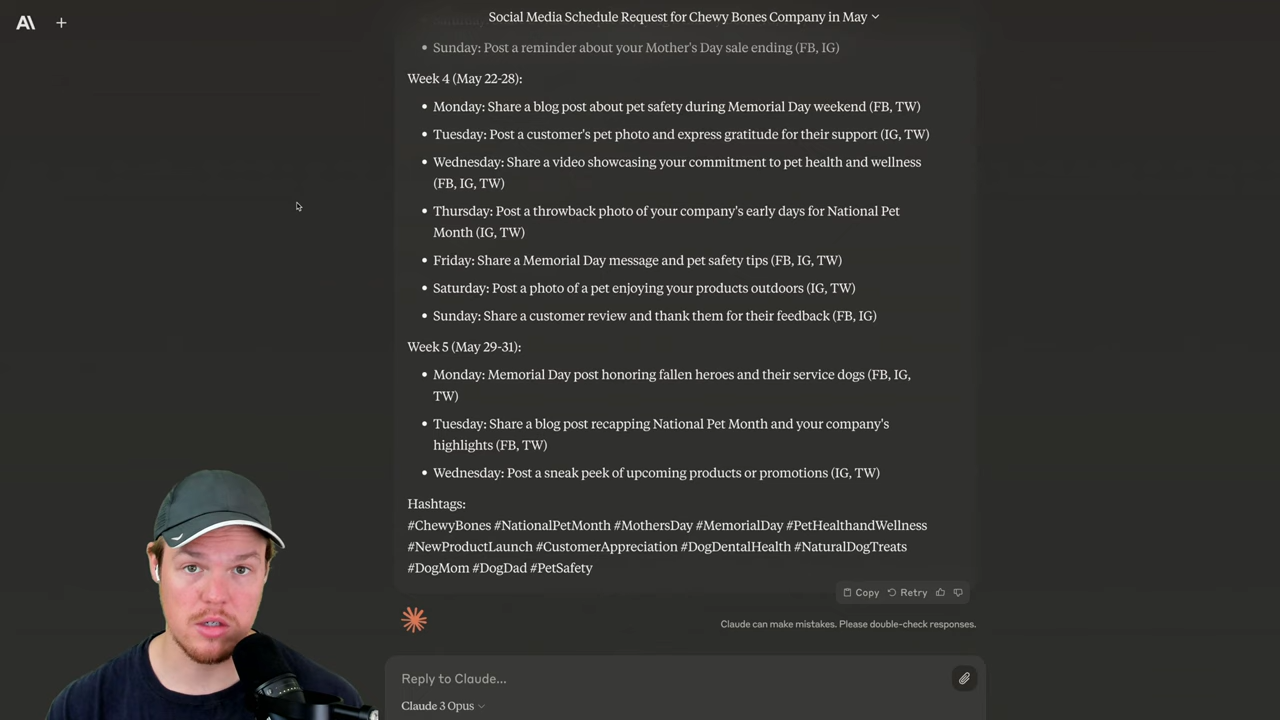 Social Media Schedule Request for Chewy Bones Company in May
• Sunday: Post a reminder about your Mother's Day sale ending (FB, IG)
Week 4 (May 22-28):
• Monday: Share a blog post about pet safety during Memorial Day weekend (FB, TW)
• Tuesday: Post a customer's pet photo and express gratitude for their support (IG, TW)
• Wednesday: Share a video showcasing your commitment to pet health and wellness
(FB, IG, TW)
• Thursday: Post a throwback photo of your company's early days for National Pet
Month (IG, TW)
• Friday: Share a Memorial Day message and pet safety tips (FB, IG, TW)
• Saturday: Post a photo of a pet enjoying your products outdoors (IG, TW)
• Sunday: Share a customer review and thank them for their feedback (FB, IG)
Week 5 (May 29-31):
• Monday: Memorial Day post honoring fallen heroes and their service dogs (FB, IG,
TW)
• Tuesday: Share a blog post recapping National Pet Month and your company's
highlights (FB, TW)
• Wednesday: Post a sneak peek of upcoming products or promotions (IG, TW)
Hashtags:
#ChewyBones #NationalPetMonth #MothersDay #MemorialDay #PetHealthandWellness
#NewProductLaunch #CustomerAppreciation #DogDentalHealth #NaturalDogTreats
#DogMom #DogDad #PetSafety
Copy Retry
Claude can make mistakes. Please double-check responses.
Reply to Claude...
Claude 3 Opus